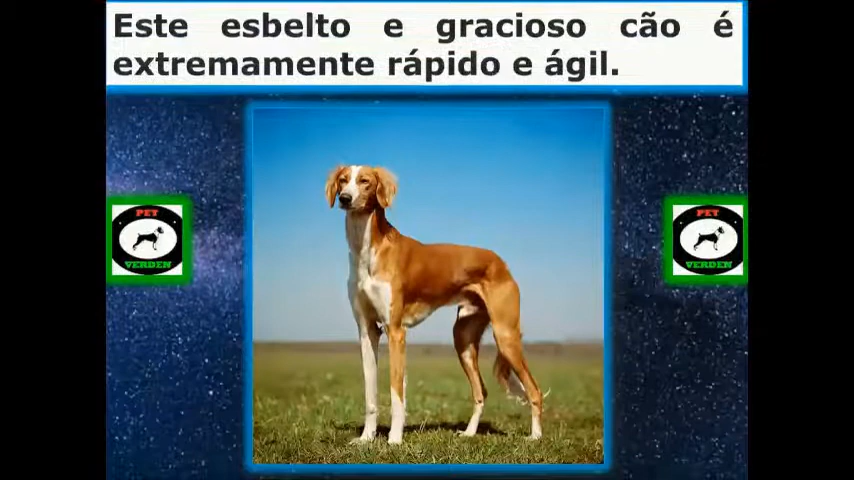 Este esbelto e gracioso cão é
extremamente rápido e ágil.
PET
VERDEN
PET
VERDEN